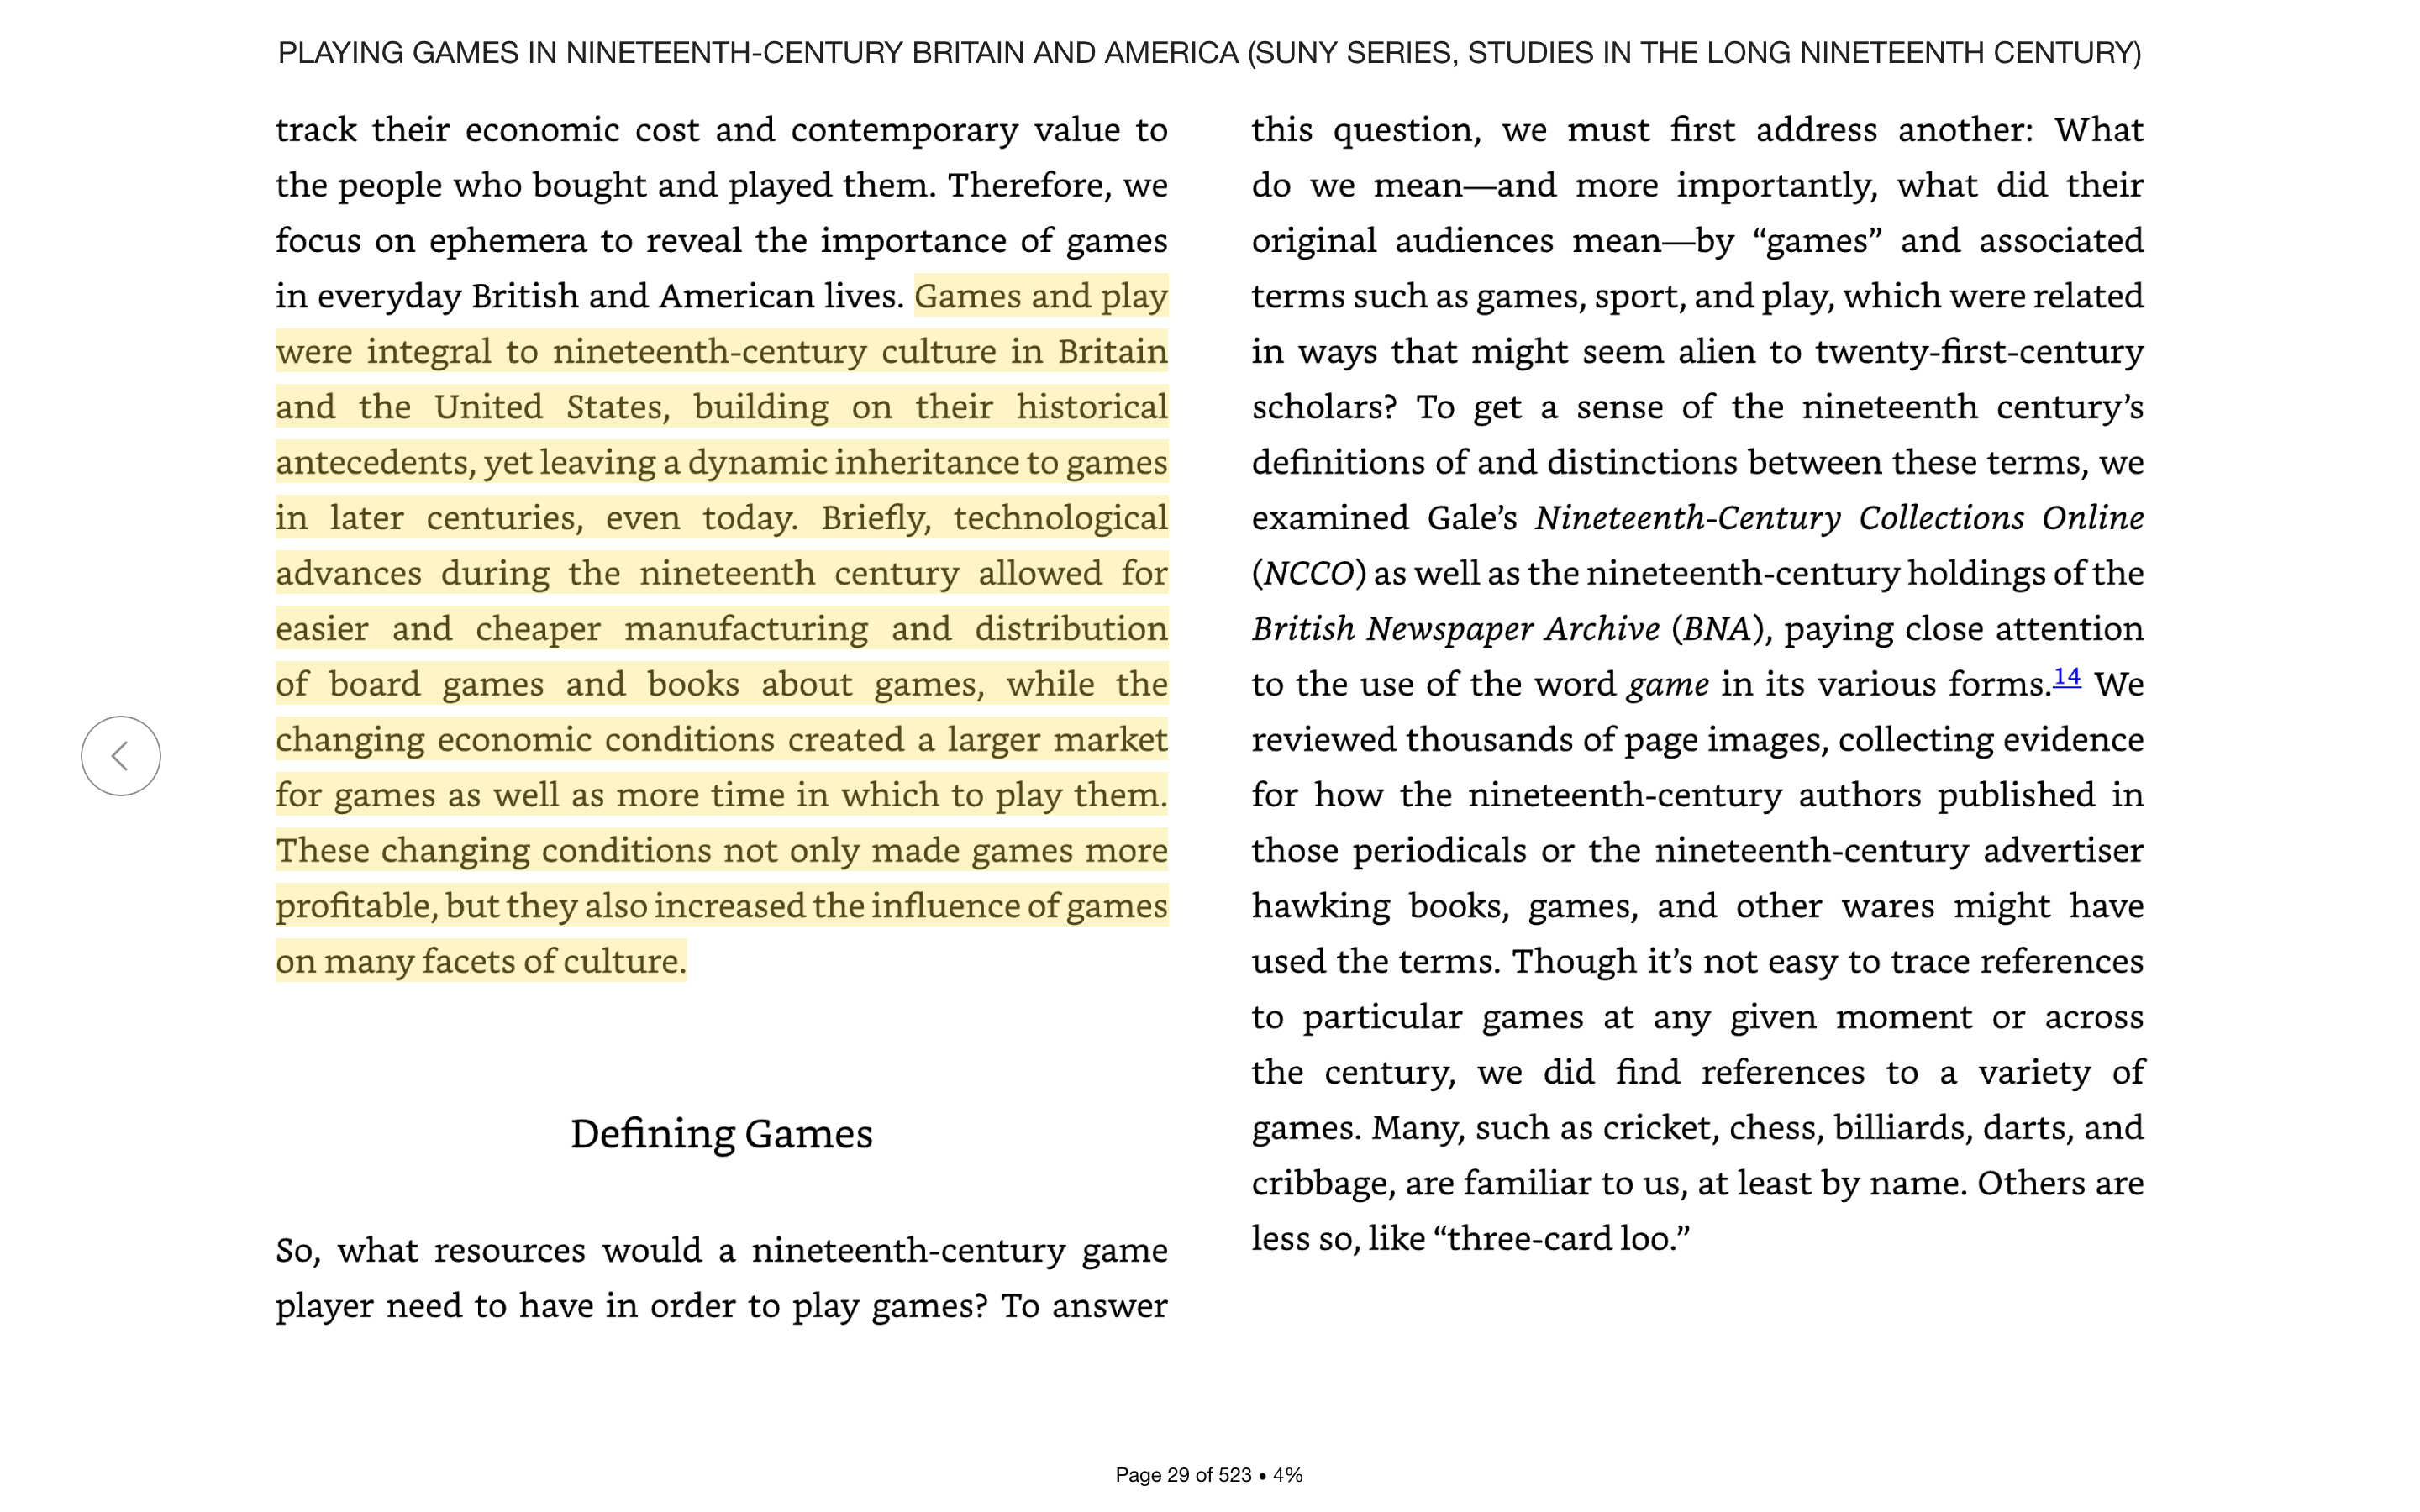 PLAYING GAMES IN NINETEENTH-CENTURY BRITAIN AND AMERICA (SUNY SERIES, STUDIES IN THE LONG NINETEENTH CENTURY)
track their economic cost and contemporary value to
the people who bought and played them. Therefore, we
focus on ephemera to reveal the importance of games
in everyday British and American lives. Games and play
were integral to nineteenth-century culture in Britain
and the United States, building on their historical
antecedents, yet leaving a dynamic inheritance to games
in later centuries, even today. Briefly, technological
advances during the nineteenth century allowed for
easier and cheaper manufacturing and distribution
of board games and books about games, while the
changing economic conditions created a larger market
for games as well as more time in which to play them.
These changing conditions not only made games more
profitable, but they also increased the influence of games
on many facets of culture.
Defining Games
So, what resources would a nineteenth-century game
player need to have in order to play games? To answer
this question, we must first address another: What
do we mean—and more importantly, what did their
original audiences mean—by “games” and associated
terms such as games, sport, and play, which were related
in ways that might seem alien to twenty-first-century
scholars? To get a sense of the nineteenth century’s
definitions of and distinctions between these terms, we
examined Gale’s Nineteenth-Century Collections Online
(NCCO) as well as the nineteenth-century holdings of the
British Newspaper Archive (BNA), paying close attention
to the use of the word game in its various forms.14 We
reviewed thousands of page images, collecting evidence
for how the nineteenth-century authors published in
those periodicals or the nineteenth-century advertiser
hawking books, games, and other wares might have
used the terms. Though it’s not easy to trace references
to particular games at any given moment or across
the century, we did find references to a variety of
games. Many, such as cricket, chess, billiards, darts, and
cribbage, are familiar to us, at least by name. Others are
less so, like “three-card loo.”
Page 29 of 523 • 4%